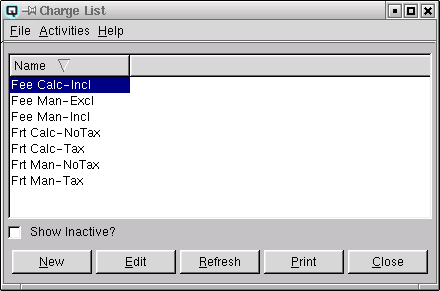 Charge List
File Activities Help
Name
Fee Calc-Incl
Fee Man-Excl
Fee Man-Incl
Frt Calc-NoTax
Frt Calc-Tax
Frt Man-NoTax
Frt Man-Tax
Show Inactive?
New Edit Refresh Print Close